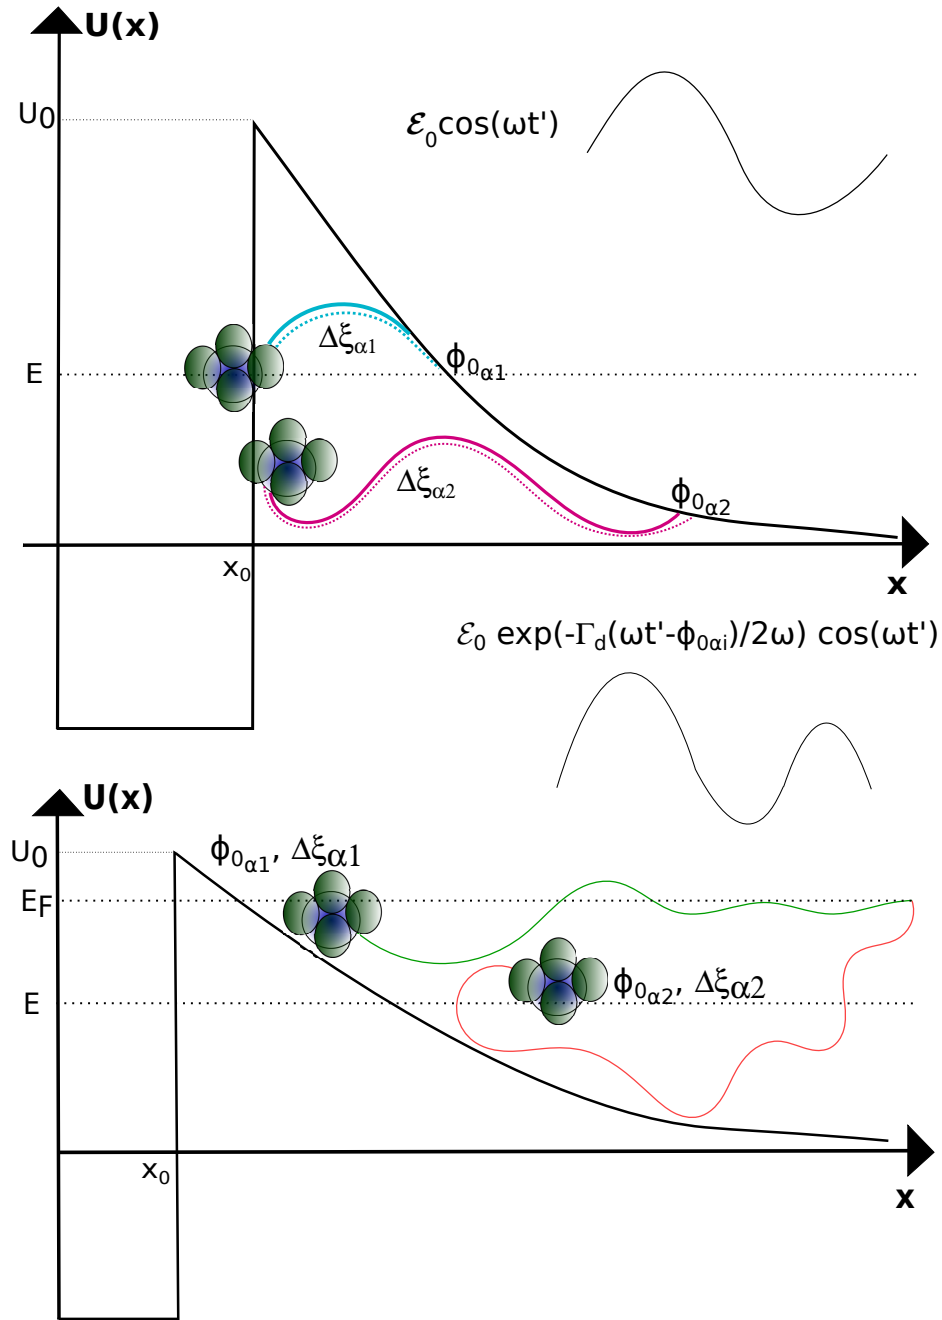 U(x)
U₀
ℰ₀cos(ωt')
Δξα1
ϕ₀α1
E
Δξα2
ϕ₀α2
x₀
x
ℰ₀ exp(-Γd(ωt'-ϕ₀αi)/2ω) cos(ωt')
U(x)
U₀
ϕ₀α1, Δξα1
EF
E
ϕ₀α2, Δξα2
x₀
x